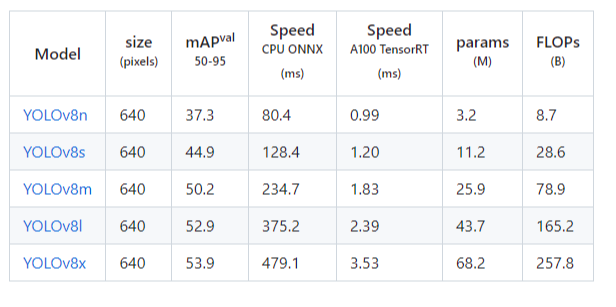 Model size (pixels) mAPval 50-95 Speed CPU ONNX (ms) Speed A100 TensorRT (ms) params (M) FLOPs (B)
YOLOv8n 640 37.3 80.4 0.99 3.2 8.7
YOLOv8s 640 44.9 128.4 1.20 11.2 28.6
YOLOv8m 640 50.2 234.7 1.83 25.9 78.9
YOLOv8l 640 52.9 375.2 2.39 43.7 165.2
YOLOv8x 640 53.9 479.1 3.53 68.2 257.8